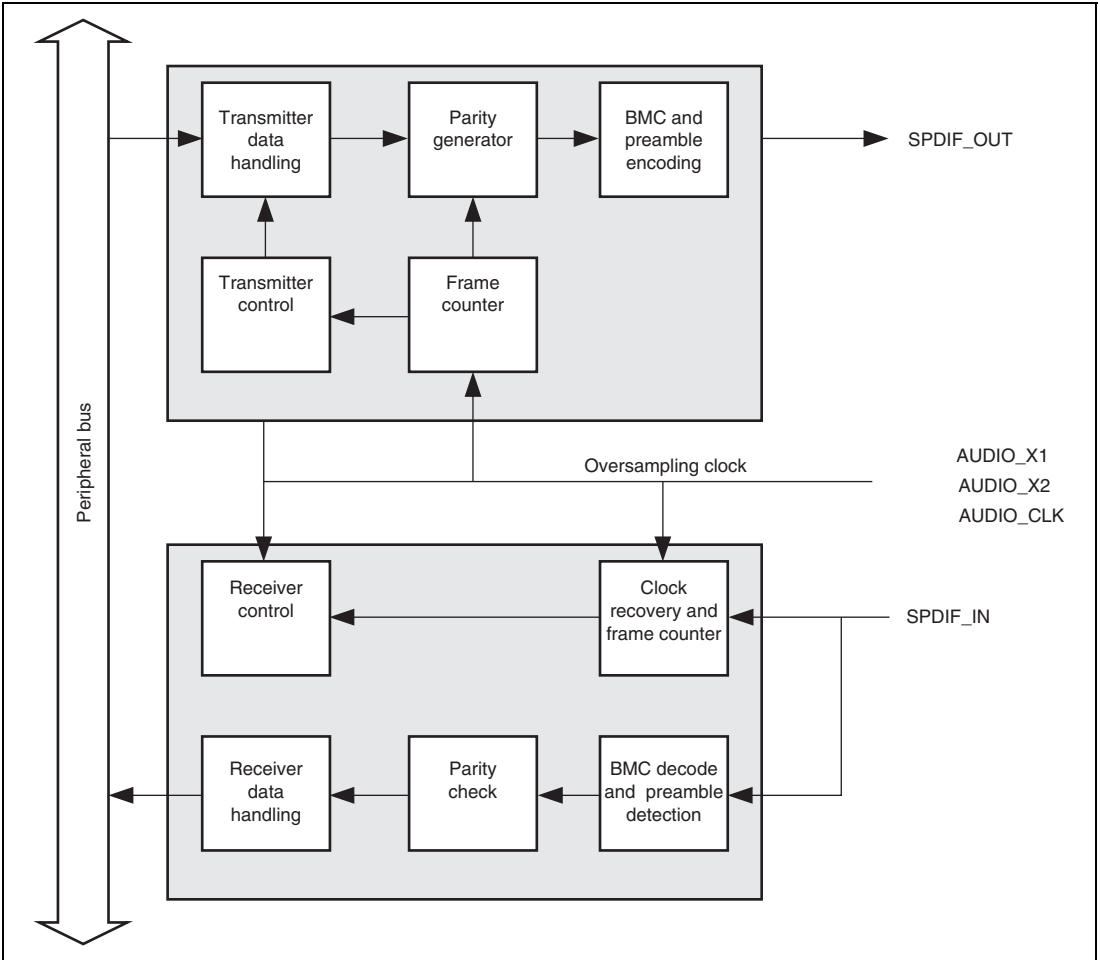 Transmitter
data
handling
Parity
generator
BMC and
preamble
encoding
SPDIF_OUT
Transmitter
control
Frame
counter
Peripheral bus
Oversampling clock
AUDIO_X1
AUDIO_X2
AUDIO_CLK
Receiver
control
Clock
recovery and
frame counter
SPDIF_IN
Receiver
data
handling
Parity
check
BMC decode
and preamble
detection